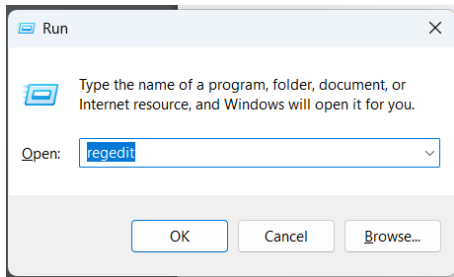 Run
Type the name of a program, folder, document, or
Internet resource, and Windows will open it for you.
Open: regedit
OK Cancel Browse...